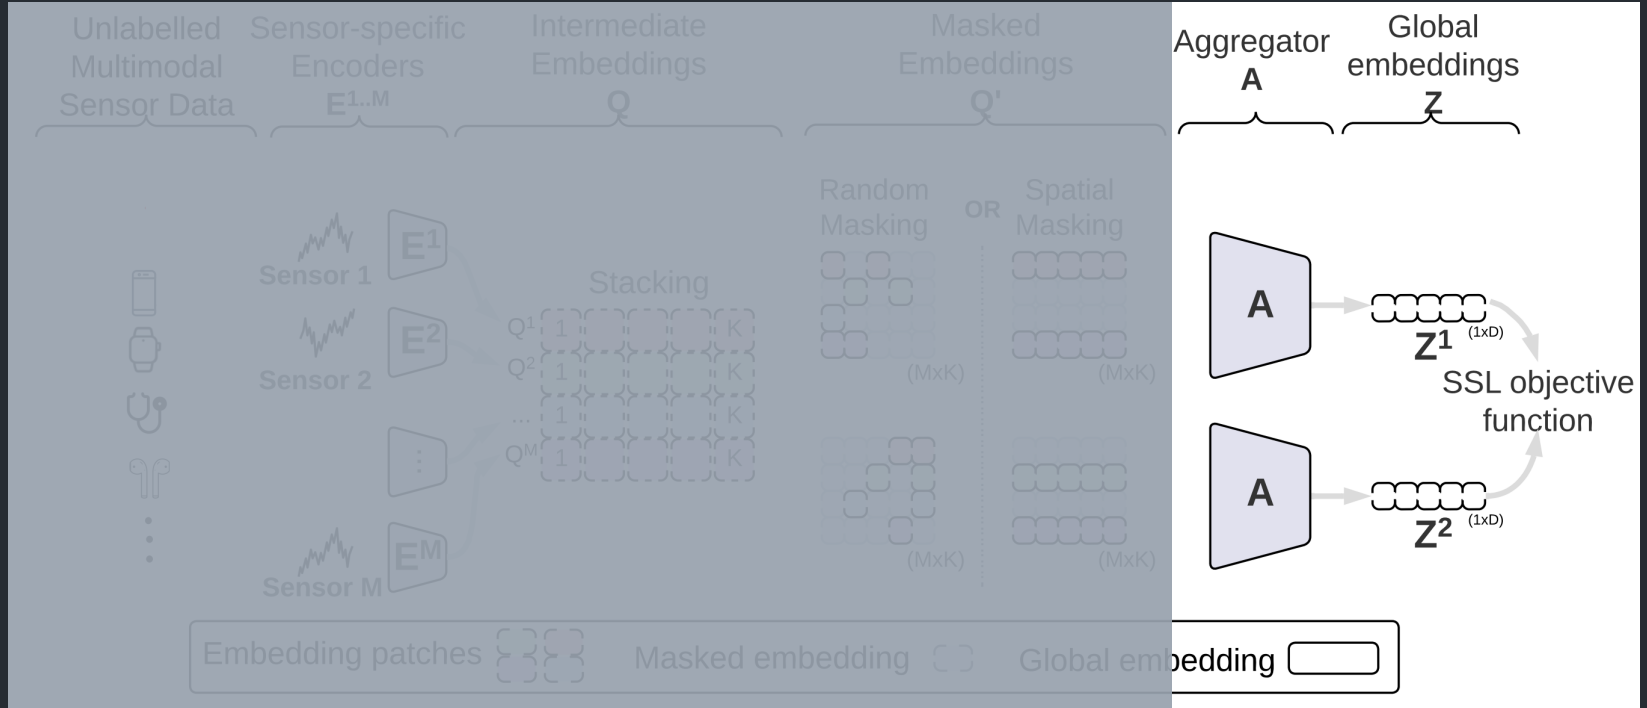 Unlabelled
Multimodal
Sensor Data
Sensor-specific
Encoders
E1..M
Intermediate
Embeddings
Q
Masked
Embeddings
Q'
Aggregator
A
Global
embeddings
Z
Random
Masking
OR
Spatial
Masking
E1
Sensor 1
E2
Sensor 2
Stacking
Q1 1 K
Q2 1 K
... 1 K
QM 1 K
(MxK)
(MxK)
EM
Sensor M
(MxK)
(MxK)
A
Z1 (1xD)
SSL objective
function
A
Z2 (1xD)
Embedding patches
Masked embedding
Global embedding